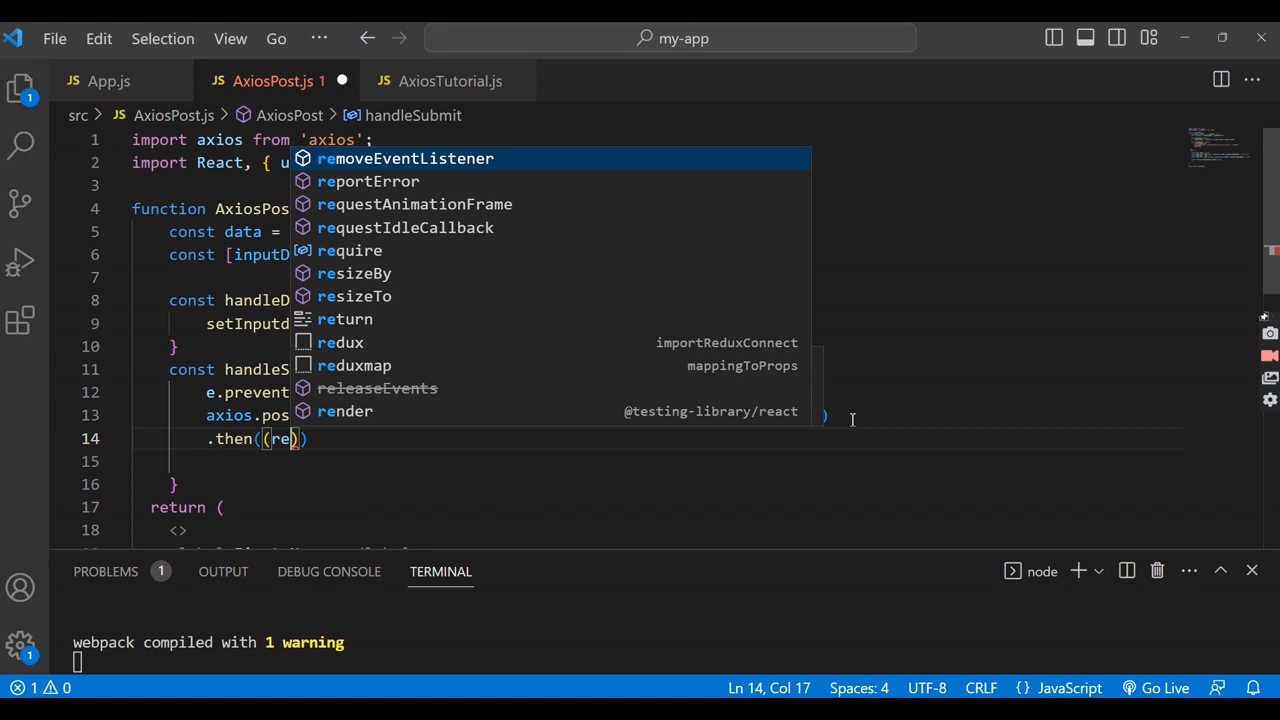 File Edit Selection View Go ··· my-app
JS App.js JS AxiosPost.js 1 JS AxiosTutorial.js
src > JS AxiosPost.js > AxiosPost > handleSubmit
1 import axios from 'axios';
2 import React, { u
3
4 function AxiosPos
5 const data =
6 const [inputD
7
8 const handleD
9 setInputd
10 }
11 const handleS
12 e.prevent
13 axios.pos )
14 .then((re))
15
16 }
17 return (
18 <>
removeEventListener
reportError
requestAnimationFrame
requestIdleCallback
require
resizeBy
resizeTo
return
redux importReduxConnect
reduxmap mappingToProps
releaseEvents
render @testing-library/react
1
1
PROBLEMS 1 OUTPUT DEBUG CONSOLE TERMINAL node
webpack compiled with 1 warning
1 0 Ln 14, Col 17 Spaces: 4 UTF-8 CRLF {} JavaScript Go Live